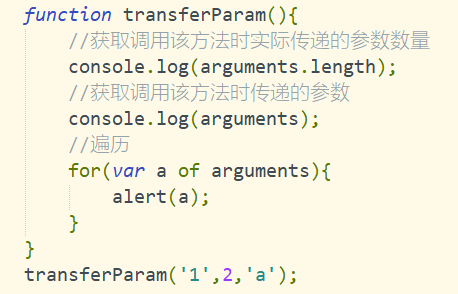 function transferParam(){
    //获取调用该方法时实际传递的参数数量
    console.log(arguments.length);
    //获取调用该方法时传递的参数
    console.log(arguments);
    //遍历
    for(var a of arguments){
        alert(a);
    }
}
transferParam('1',2,'a');